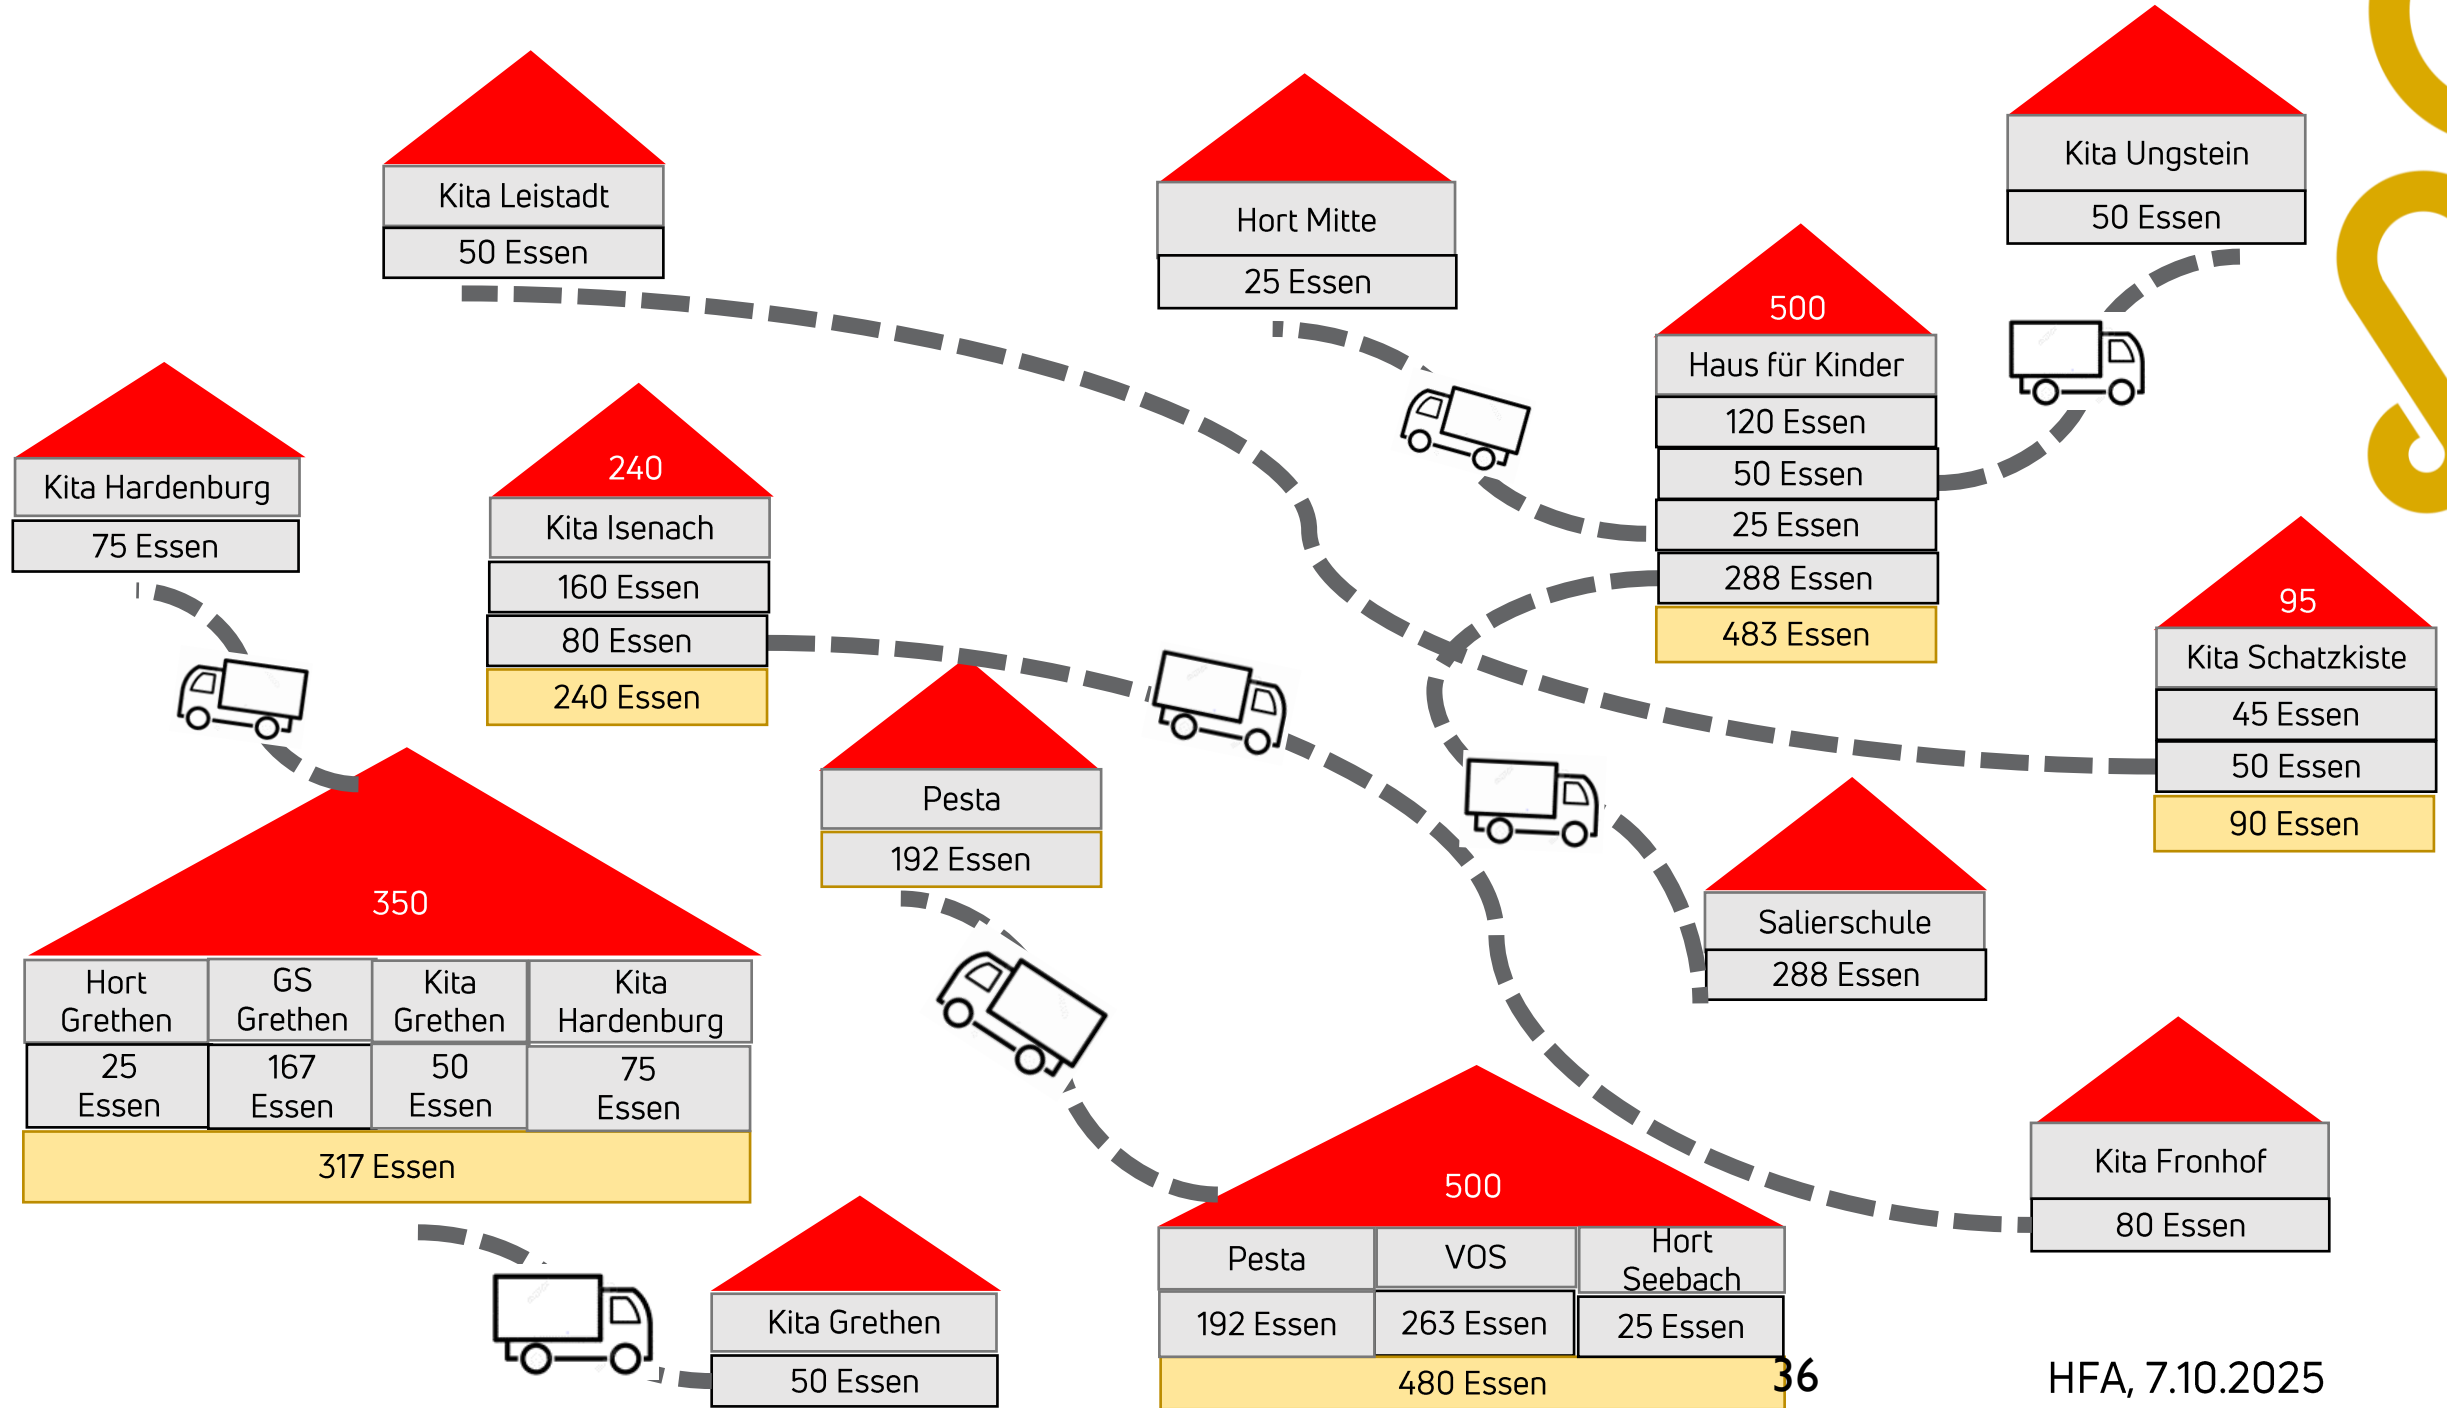 Kita Leistadt
50 Essen
Hort Mitte
25 Essen
Kita Ungstein
50 Essen
500
Haus für Kinder
120 Essen
50 Essen
25 Essen
288 Essen
483 Essen
Kita Hardenburg
75 Essen
240
Kita Isenach
160 Essen
80 Essen
240 Essen
95
Kita Schatzkiste
45 Essen
50 Essen
90 Essen
Pesta
192 Essen
Salierschule
288 Essen
350
Hort
Grethen
25
Essen
GS
Grethen
167
Essen
Kita
Grethen
50
Essen
Kita
Hardenburg
75
Essen
317 Essen
Kita Grethen
50 Essen
500
Pesta
192 Essen
VOS
263 Essen
Hort
Seebach
25 Essen
480 Essen
Kita Fronhof
80 Essen
36
HFA, 7.10.2025